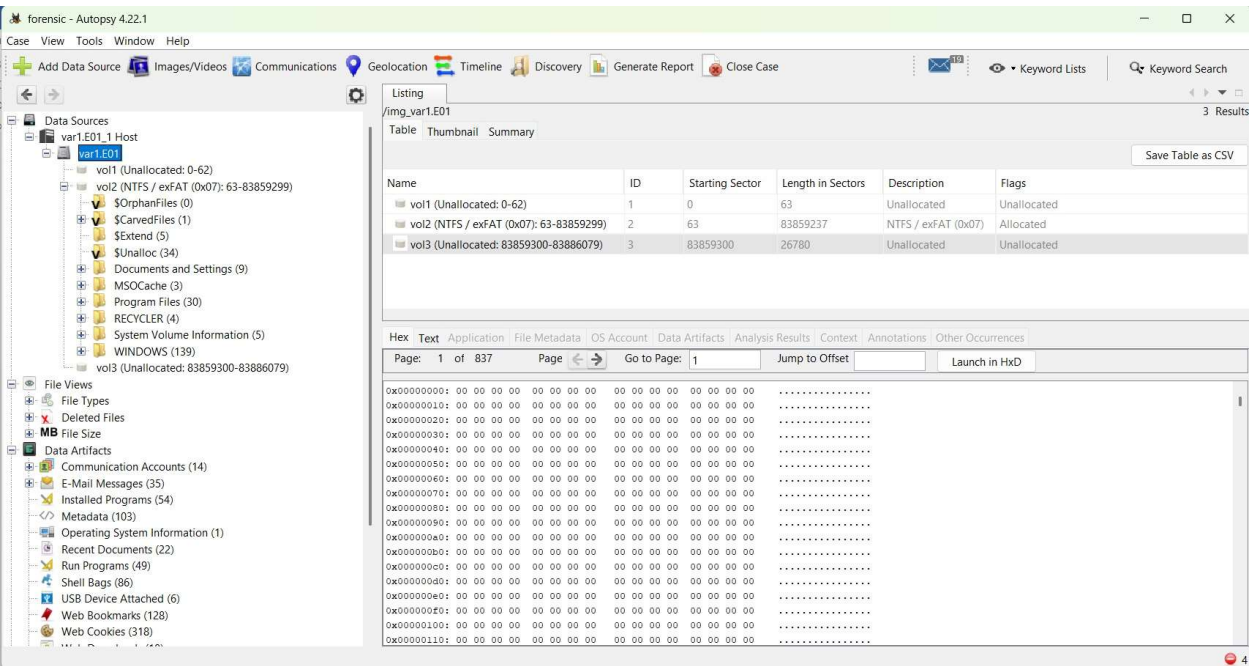 forensic - Autopsy 4.22.1
Case View Tools Window Help
Add Data Source Images/Videos Communications Geolocation Timeline Discovery Generate Report Close Case 19 Keyword Lists Keyword Search
Listing
/img_var1.E01 3 Results
Table Thumbnail Summary
Save Table as CSV
Name ID Starting Sector Length in Sectors Description Flags
vol1 (Unallocated: 0-62) 1 0 63 Unallocated Unallocated
vol2 (NTFS / exFAT (0x07): 63-83859299) 2 63 83859237 NTFS / exFAT (0x07) Allocated
vol3 (Unallocated: 83859300-83886079) 3 83859300 26780 Unallocated Unallocated
Data Sources
var1.E01_1 Host
var1.E01
vol1 (Unallocated: 0-62)
vol2 (NTFS / exFAT (0x07): 63-83859299)
$OrphanFiles (0)
$CarvedFiles (1)
$Extend (5)
$Unalloc (34)
Documents and Settings (9)
MSOCache (3)
Program Files (30)
RECYCLER (4)
System Volume Information (5)
WINDOWS (139)
vol3 (Unallocated: 83859300-83886079)
File Views
File Types
Deleted Files
MB File Size
Data Artifacts
Communication Accounts (14)
E-Mail Messages (35)
Installed Programs (54)
Metadata (103)
Operating System Information (1)
Recent Documents (22)
Run Programs (49)
Shell Bags (86)
USB Device Attached (6)
Web Bookmarks (128)
Web Cookies (318)
Hex Text Application File Metadata OS Account Data Artifacts Analysis Results Context Annotations Other Occurrences
Page: 1 of 837 Page Go to Page: 1 Jump to Offset Launch in HxD
0x00000000: 00 00 00 00 00 00 00 00 00 00 00 00 00 00 00 00 ................
0x00000010: 00 00 00 00 00 00 00 00 00 00 00 00 00 00 00 00 ................
0x00000020: 00 00 00 00 00 00 00 00 00 00 00 00 00 00 00 00 ................
0x00000030: 00 00 00 00 00 00 00 00 00 00 00 00 00 00 00 00 ................
0x00000040: 00 00 00 00 00 00 00 00 00 00 00 00 00 00 00 00 ................
0x00000050: 00 00 00 00 00 00 00 00 00 00 00 00 00 00 00 00 ................
0x00000060: 00 00 00 00 00 00 00 00 00 00 00 00 00 00 00 00 ................
0x00000070: 00 00 00 00 00 00 00 00 00 00 00 00 00 00 00 00 ................
0x00000080: 00 00 00 00 00 00 00 00 00 00 00 00 00 00 00 00 ................
0x00000090: 00 00 00 00 00 00 00 00 00 00 00 00 00 00 00 00 ................
0x000000a0: 00 00 00 00 00 00 00 00 00 00 00 00 00 00 00 00 ................
0x000000b0: 00 00 00 00 00 00 00 00 00 00 00 00 00 00 00 00 ................
0x000000c0: 00 00 00 00 00 00 00 00 00 00 00 00 00 00 00 00 ................
0x000000d0: 00 00 00 00 00 00 00 00 00 00 00 00 00 00 00 00 ................
0x000000e0: 00 00 00 00 00 00 00 00 00 00 00 00 00 00 00 00 ................
0x000000f0: 00 00 00 00 00 00 00 00 00 00 00 00 00 00 00 00 ................
0x00000100: 00 00 00 00 00 00 00 00 00 00 00 00 00 00 00 00 ................
0x00000110: 00 00 00 00 00 00 00 00 00 00 00 00 00 00 00 00 ................
4